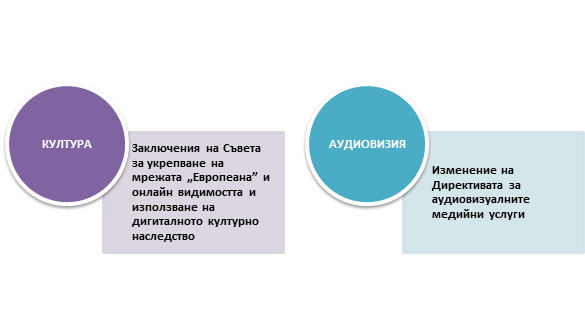 КУЛТУРА
Заключения на Съвета
за укрепване на
мрежата „Европеана” и
онлайн видимостта и
използване на
дигиталното културно
наследство
АУДИОВИЗИЯ
Изменение на
Директивата за
аудиовизуалните
медийни услуги